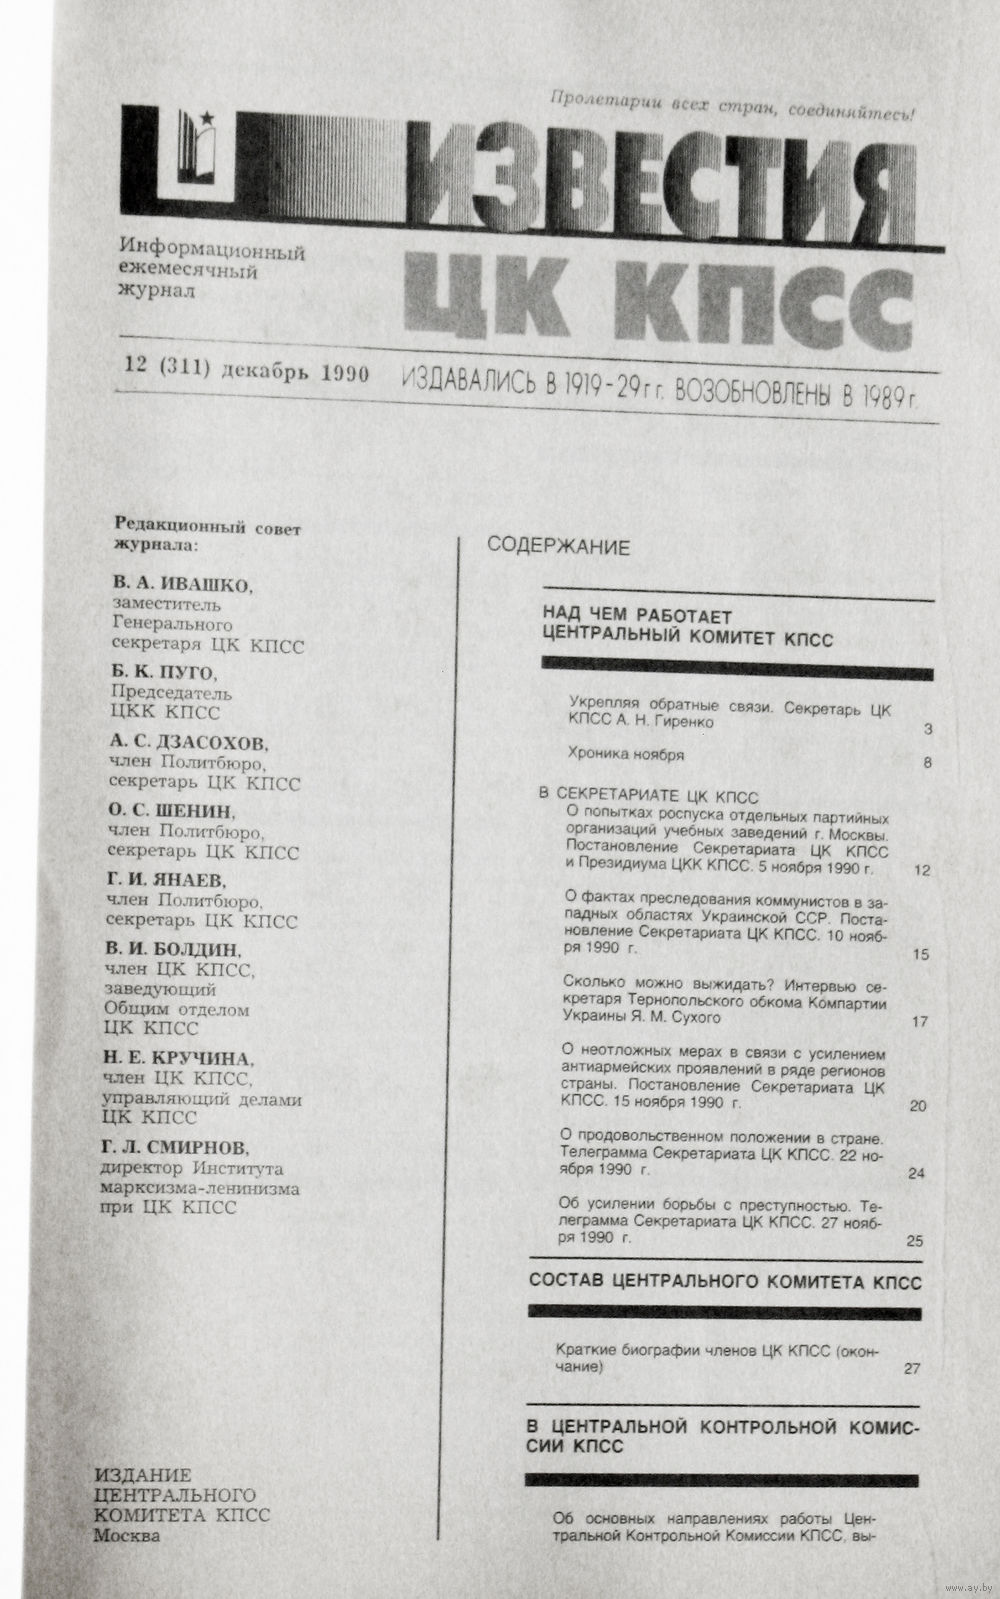 Пролетарии всех стран, соединяйтесь!
ИЗВЕСТИЯ
ЦК КПСС
Информационный
ежемесячный
журнал
12 (311) декабрь 1990
ИЗДАВАЛИСЬ В 1919-29г г. ВОЗОБНОВЛЕНЫ В 1989г.
Редакционный совет
журнала:
В. А. ИВАШКО,
заместитель
Генерального
секретаря ЦК КПСС
Б. К. ПУГО,
Председатель
ЦКК КПСС
А. С. ДЗАСОХОВ,
член Политбюро,
секретарь ЦК КПСС
О. С. ШЕНИН,
член Политбюро,
секретарь ЦК КПСС
Г. И. ЯНАЕВ,
член Политбюро,
секретарь ЦК КПСС
В. И. БОЛДИН,
член ЦК КПСС,
заведующий
Общим отделом
ЦК КПСС
Н. Е. КРУЧИНА,
член ЦК КПСС,
управляющий делами
ЦК КПСС
Г. Л. СМИРНОВ,
директор Института
марксизма-ленинизма
при ЦК КПСС
ИЗДАНИЕ
ЦЕНТРАЛЬНОГО
КОМИТЕТА КПСС
Москва
СОДЕРЖАНИЕ
НАД ЧЕМ РАБОТАЕТ
ЦЕНТРАЛЬНЫЙ КОМИТЕТ КПСС
Укрепляя обратные связи. Секретарь ЦК
КПСС А. Н. Гиренко 3
Хроника ноября 8
В СЕКРЕТАРИАТЕ ЦК КПСС
О попытках роспуска отдельных партийных
организаций учебных заведений г. Москвы.
Постановление Секретариата ЦК КПСС
и Президиума ЦКК КПСС. 5 ноября 1990 г. 12
О фактах преследования коммунистов в за-
падных областях Украинской ССР. Поста-
новление Секретариата ЦК КПСС. 10 нояб-
ря 1990 г. 15
Сколько можно выжидать? Интервью се-
кретаря Тернопольского обкома Компартии
Украины Я. М. Сухого 17
О неотложных мерах в связи с усилением
антиармейских проявлений в ряде регионов
страны. Постановление Секретариата ЦК
КПСС. 15 ноября 1990 г. 20
О продовольственном положении в стране.
Телеграмма Секретариата ЦК КПСС. 22 но-
ября 1990 г. 24
Об усилении борьбы с преступностью. Те-
леграмма Секретариата ЦК КПСС. 27 нояб-
ря 1990 г. 25
СОСТАВ ЦЕНТРАЛЬНОГО КОМИТЕТА КПСС
Краткие биографии членов ЦК КПСС (окон-
чание) 27
В ЦЕНТРАЛЬНОЙ КОНТРОЛЬНОЙ КОМИС-
СИИ КПСС
Об основных направлениях работы Цен-
тральной Контрольной Комиссии КПСС, вы-
www.ay.by